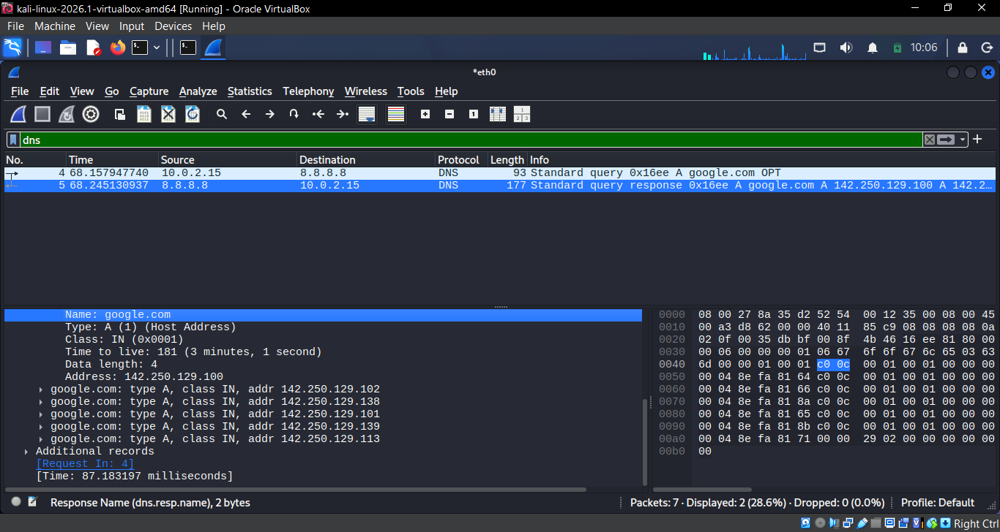 kali-linux-2026.1-virtualbox-amd64 [Running] - Oracle VirtualBox
File Machine View Input Devices Help
10:06
*eth0
File Edit View Go Capture Analyze Statistics Telephony Wireless Tools Help
dns
No. Time Source Destination Protocol Length Info
4 68.157947740 10.0.2.15 8.8.8.8 DNS 93 Standard query 0x16ee A google.com OPT
5 68.245130937 8.8.8.8 10.0.2.15 DNS 177 Standard query response 0x16ee A google.com A 142.250.129.100 A 142.2…
Name: google.com
Type: A (1) (Host Address)
Class: IN (0x0001)
Time to live: 181 (3 minutes, 1 second)
Data length: 4
Address: 142.250.129.100
google.com: type A, class IN, addr 142.250.129.102
google.com: type A, class IN, addr 142.250.129.138
google.com: type A, class IN, addr 142.250.129.101
google.com: type A, class IN, addr 142.250.129.139
google.com: type A, class IN, addr 142.250.129.113
Additional records
[Request In: 4]
[Time: 87.183197 milliseconds]
0000 08 00 27 8a 35 d2 52 54 00 12 35 00 08 00 45
0010 00 a3 d8 62 00 00 40 11 85 c9 08 08 08 08 0a
0020 02 0f 00 35 db bf 00 8f 4b 46 16 ee 81 80 00
0030 00 06 00 00 00 01 06 67 6f 6f 67 6c 65 03 63
0040 6d 00 00 01 00 01 c0 0c 00 01 00 01 00 00 00
0050 00 04 8e fa 81 64 c0 0c 00 01 00 01 00 00 00
0060 00 04 8e fa 81 66 c0 0c 00 01 00 01 00 00 00
0070 00 04 8e fa 81 8a c0 0c 00 01 00 01 00 00 00
0080 00 04 8e fa 81 65 c0 0c 00 01 00 01 00 00 00
0090 00 04 8e fa 81 8b c0 0c 00 01 00 01 00 00 00
00a0 00 04 8e fa 81 71 00 00 29 02 00 00 00 00 00
00b0 00
Response Name (dns.resp.name), 2 bytes
Packets: 7 · Displayed: 2 (28.6%) · Dropped: 0 (0.0%)
Profile: Default
Right Ctrl